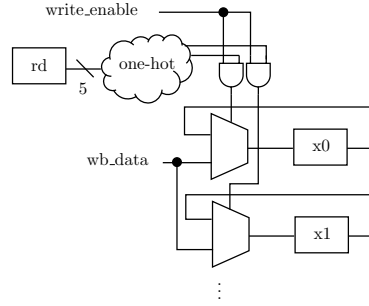 write_enable
rd
5
one-hot
x0
wb_data
x1
⋮